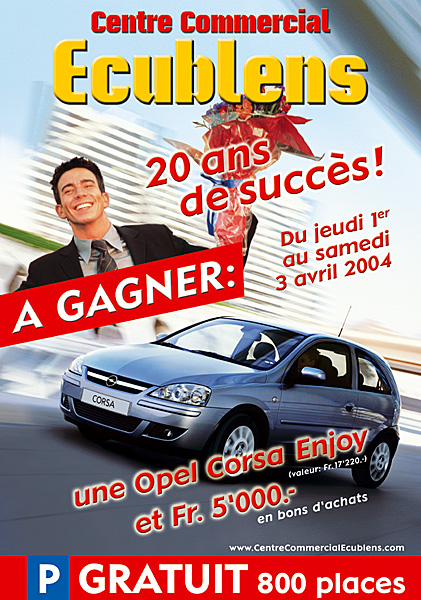 Centre Commercial
Ecublens
20 ans
de succès!
Du jeudi 1er
au samedi
3 avril 2004
A GAGNER:
CORSA
une Opel Corsa Enjoy
(valeur: Fr.17'220.-)
et Fr. 5'000.-
en bons d'achats
www.CentreCommercialEcublens.com
P GRATUIT 800 places